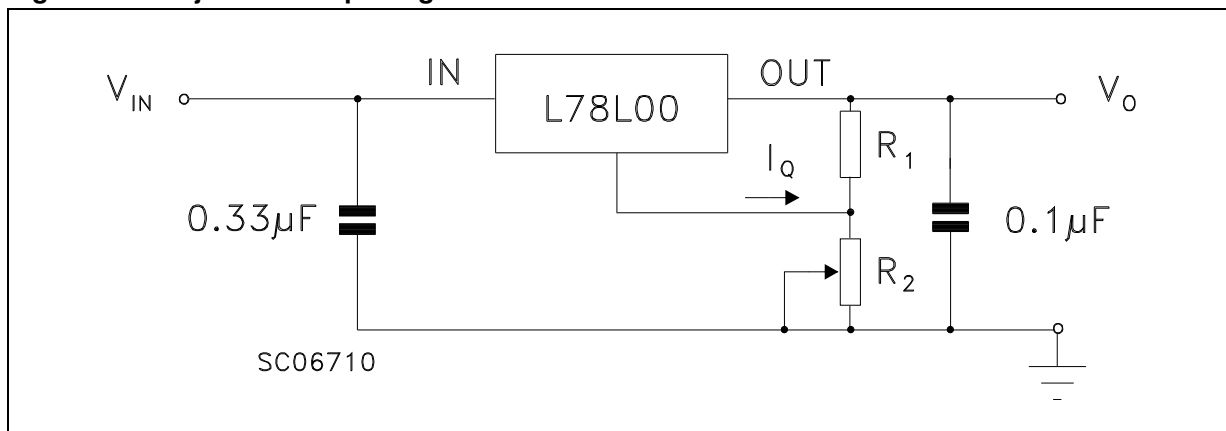 V_IN
IN
L78L00
OUT
V_O
R_1
I_Q
0.33µF
0.1µF
R_2
SC06710